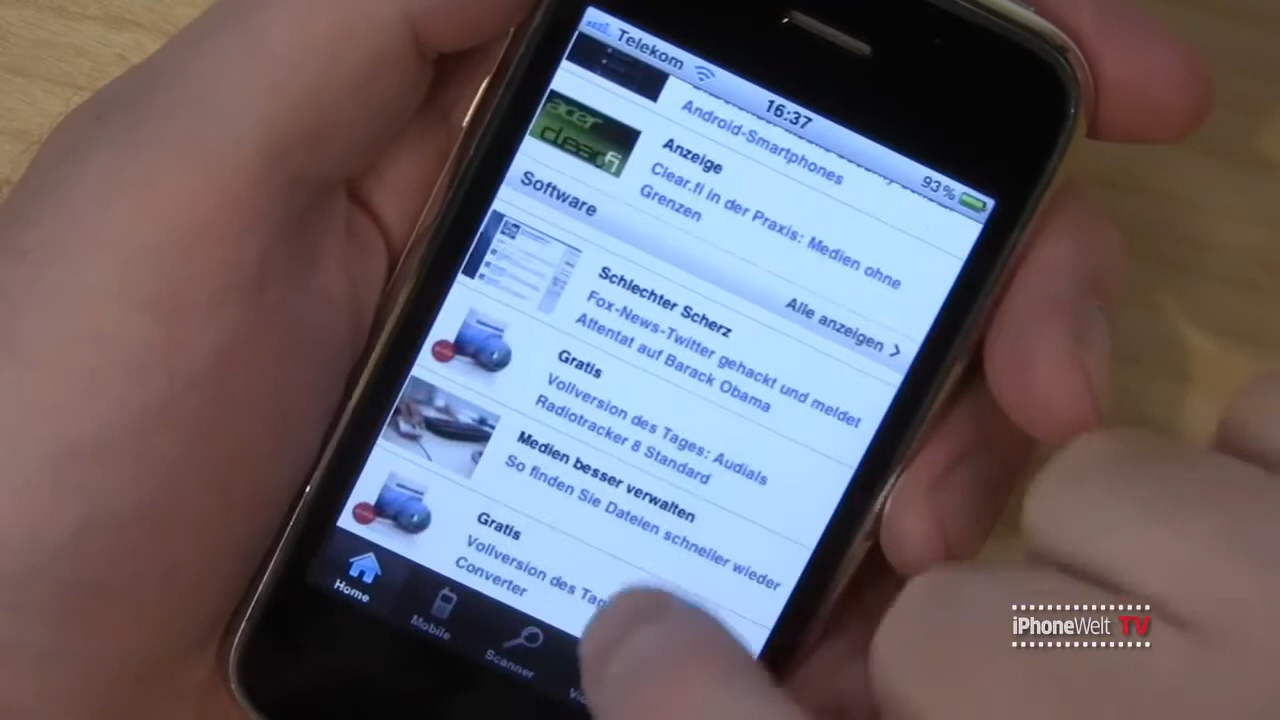 Telekom
16:37
93%
Android-Smartphones
acer
clear.fi
Anzeige
Clear.fi in der Praxis: Medien ohne
Grenzen
Software
Alle anzeigen
Schlechter Scherz
Fox-News-Twitter gehackt und meldet
Attentat auf Barack Obama
Gratis
Vollversion des Tages: Audials
Radiotracker 8 Standard
Medien besser verwalten
So finden Sie Dateien schneller wieder
Gratis
Vollversion des
Converter
Home
Mobile
Scanner
iPhoneWelt TV